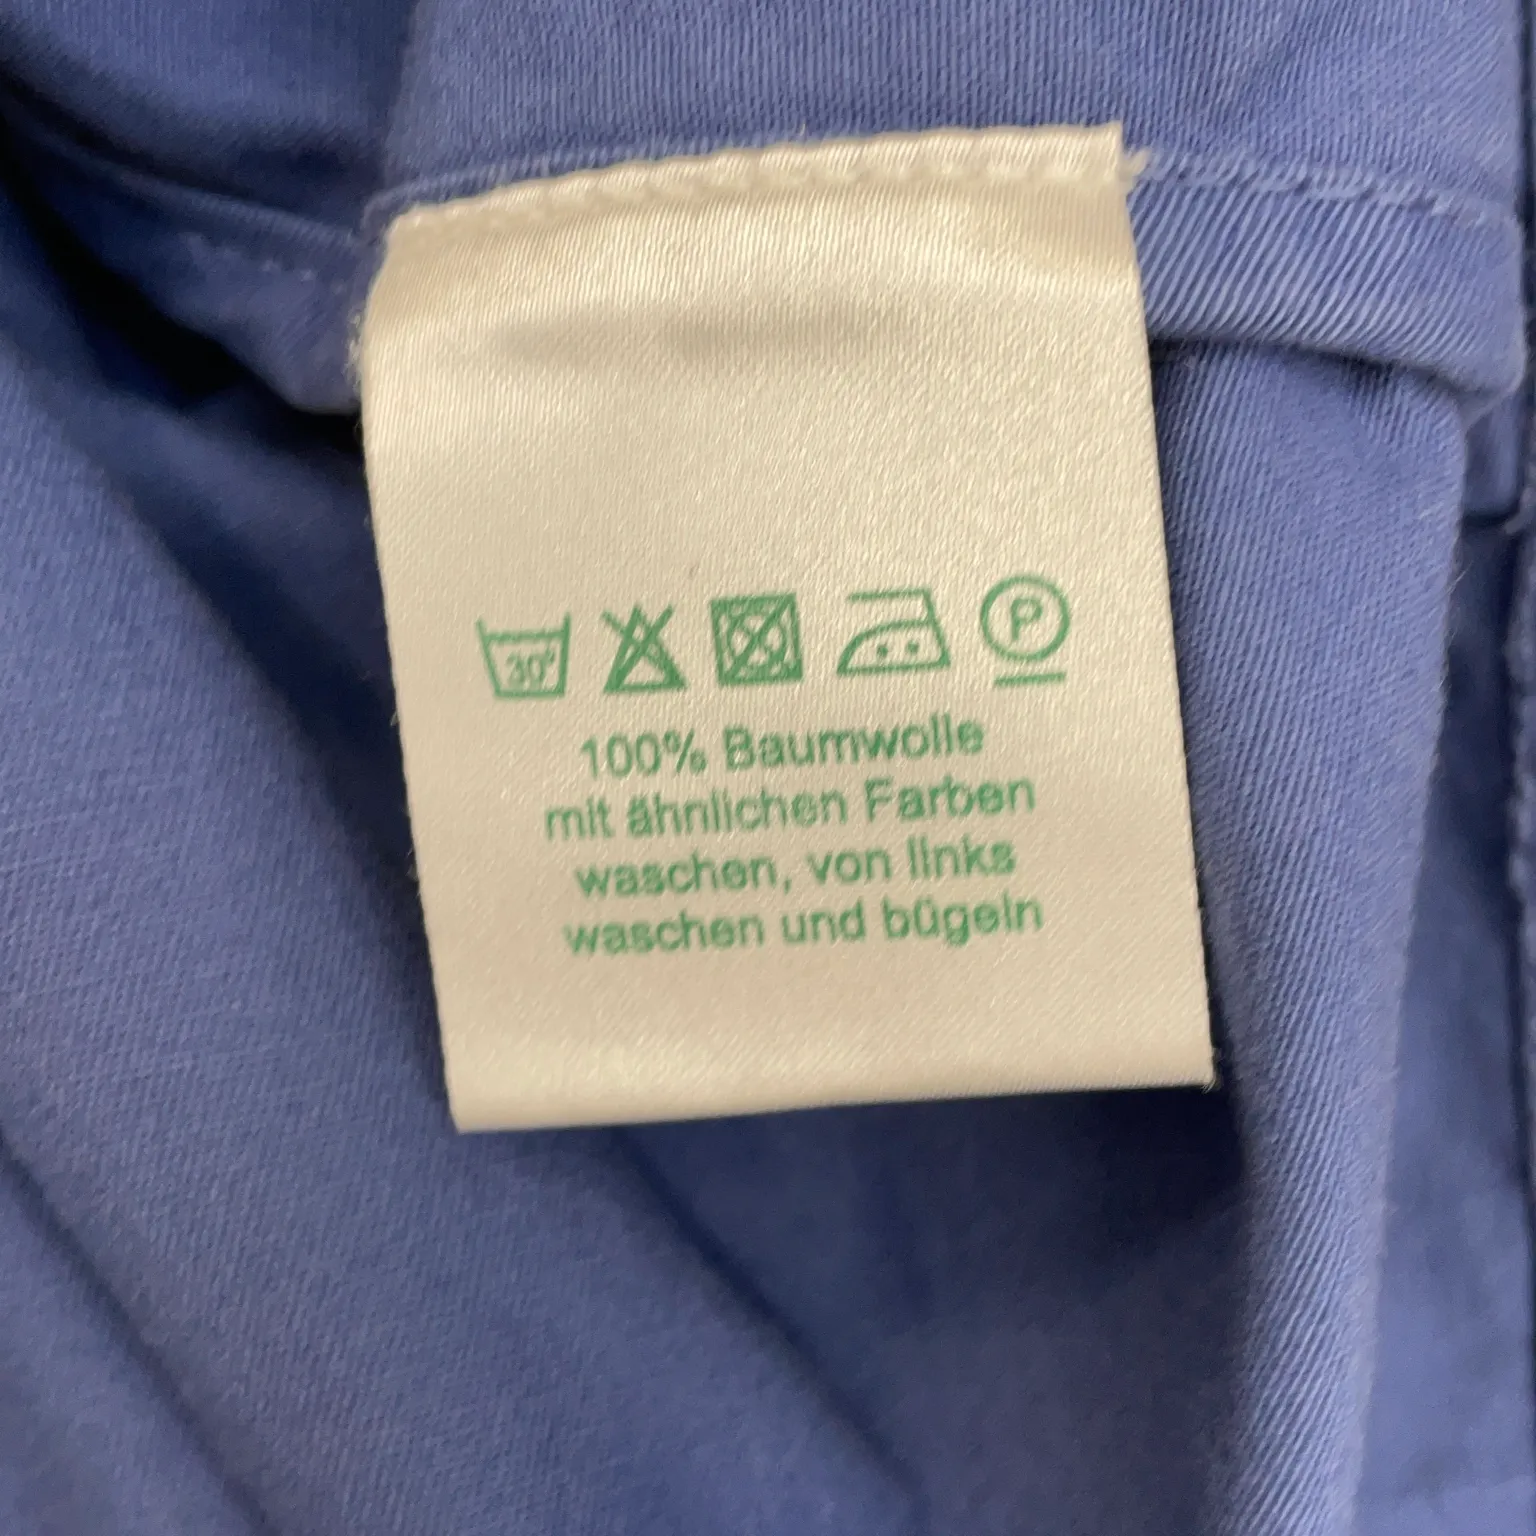 30°
P
100% Baumwolle
mit ähnlichen Farben
waschen, von links
waschen und bügeln